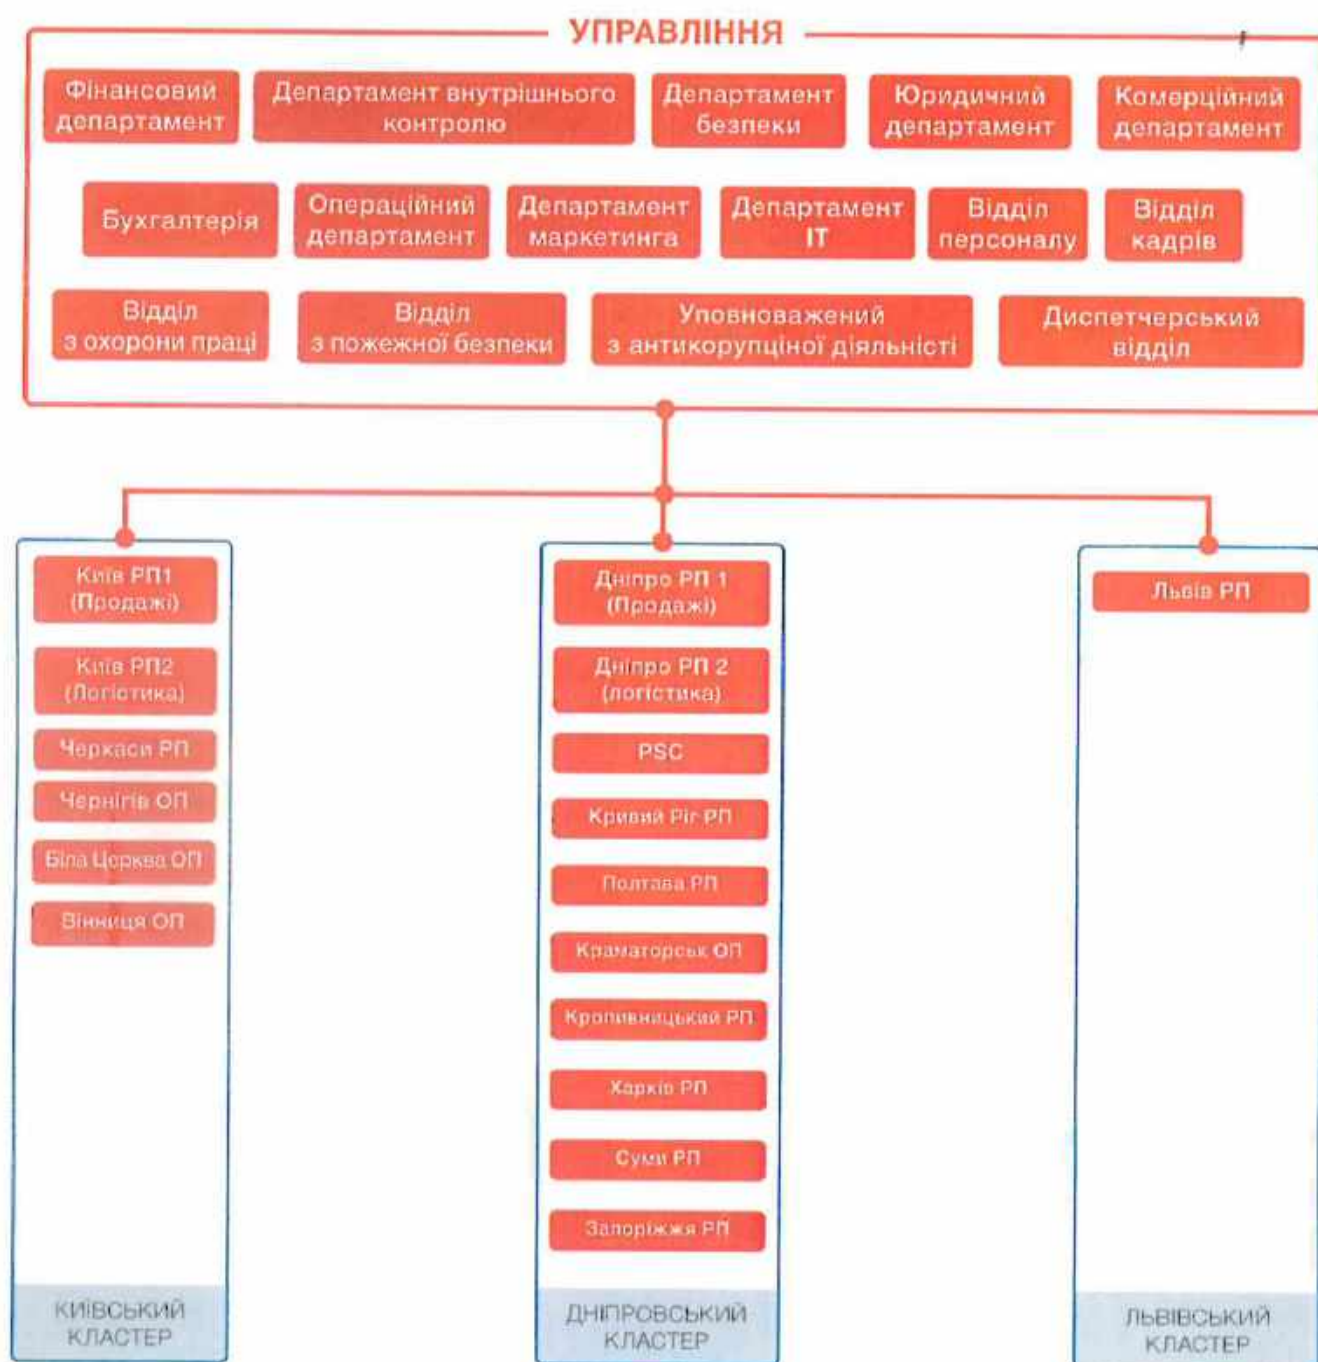 УПРАВЛІННЯ
Фінансовий
департамент
Департамент внутрішнього
контролю
Департамент
безпеки
Юридичний
департамент
Комерційний
департамент
Бухгалтерія
Операційний
департамент
Департамент
маркетинга
Департамент
ІТ
Відділ
персоналу
Відділ
кадрів
Відділ
з охорони праці
Відділ
з пожежної безпеки
Уповноважений
з антикорупціної діяльністі
Диспетчерський
відділ
Київ РП1
(Продажі)
Київ РП2
(Логістика)
Черкаси РП
Чернігів ОП
Біла Церква ОП
Вінниця ОП
КИЇВСЬКИЙ
КЛАСТЕР
Дніпро РП 1
(Продажі)
Дніпро РП 2
(логістика)
PSC
Кривий Ріг РП
Полтава РП
Краматорськ ОП
Кропивницький РП
Харків РП
Суми РП
Запоріжжя РП
ДНІПРОВСЬКИЙ
КЛАСТЕР
Львів РП
ЛЬВІВСЬКИЙ
КЛАСТЕР